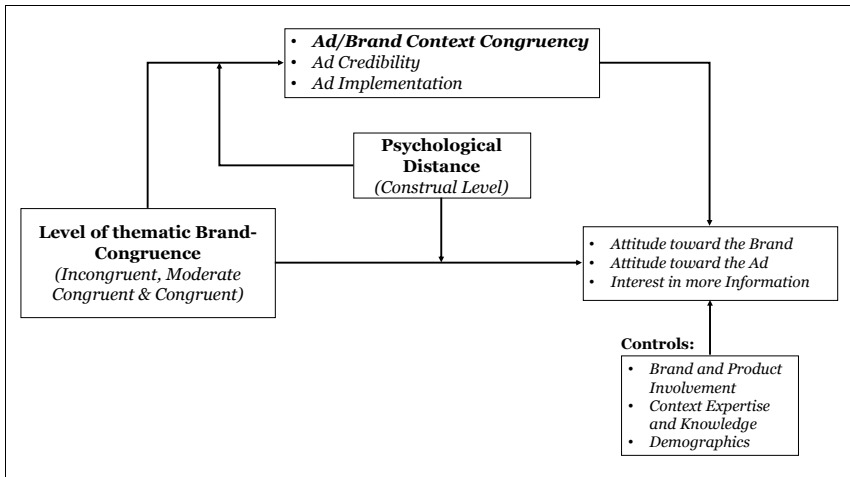 • Ad/Brand Context Congruency
• Ad Credibility
• Ad Implementation
Psychological
Distance
(Construal Level)
Level of thematic Brand-
Congruence
(Incongruent, Moderate
Congruent & Congruent)
• Attitude toward the Brand
• Attitude toward the Ad
• Interest in more Information
Controls:
• Brand and Product
Involvement
• Context Expertise
and Knowledge
• Demographics